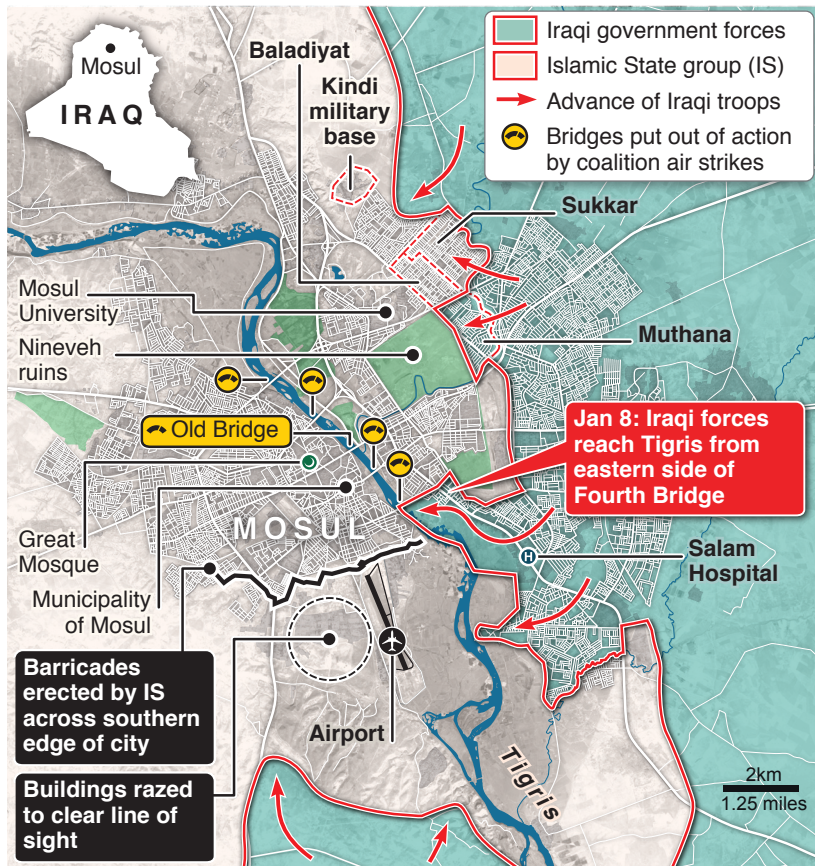 Mosul
IRAQ
Baladiyat
Kindi
military
base
Iraqi government forces
Islamic State group (IS)
Advance of Iraqi troops
Bridges put out of action
by coalition air strikes
Sukkar
Mosul
University
Nineveh
ruins
Muthana
Old Bridge
Jan 8: Iraqi forces
reach Tigris from
eastern side of
Fourth Bridge
Great
Mosque
MOSUL
H
Salam
Hospital
Municipality
of Mosul
Barricades
erected by IS
across southern
edge of city
Airport
Buildings razed
to clear line of
sight
Tigris
2km
1.25 miles